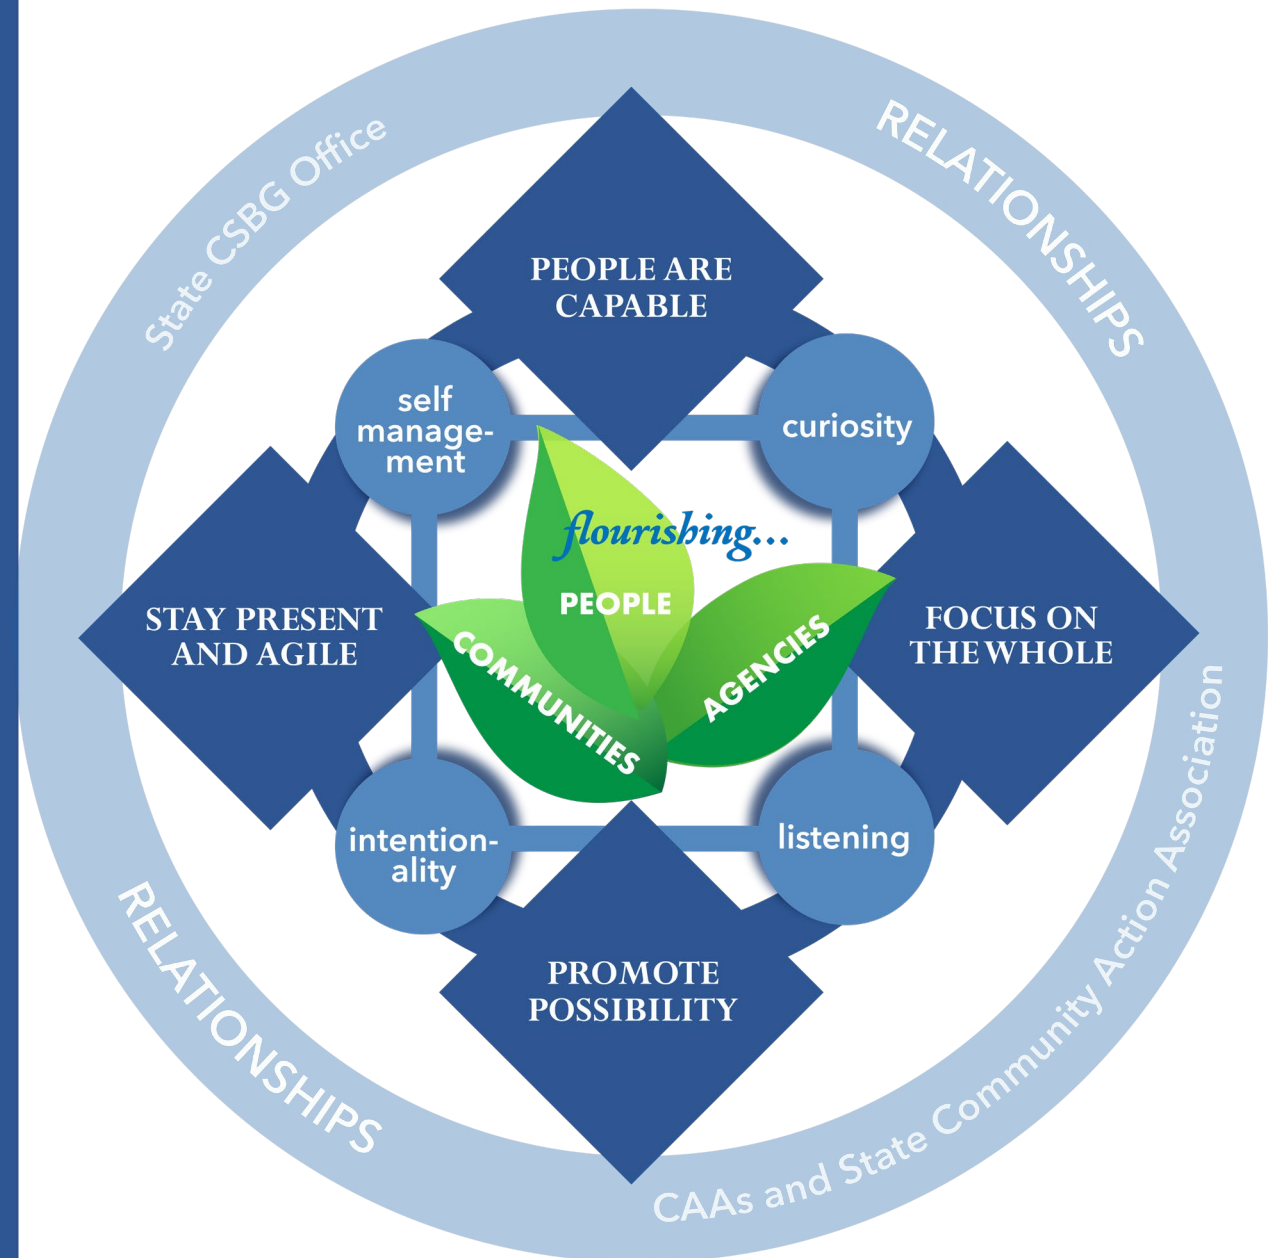 State CSBG Office
RELATIONSHIPS
PEOPLE ARE
CAPABLE
self
manage-
ment
curiosity
flourishing...
PEOPLE
COMMUNITIES
AGENCIES
STAY PRESENT
AND AGILE
FOCUS ON
THE WHOLE
intention-
ality
listening
PROMOTE
POSSIBILITY
RELATIONSHIPS
CAAs and State Community Action Association